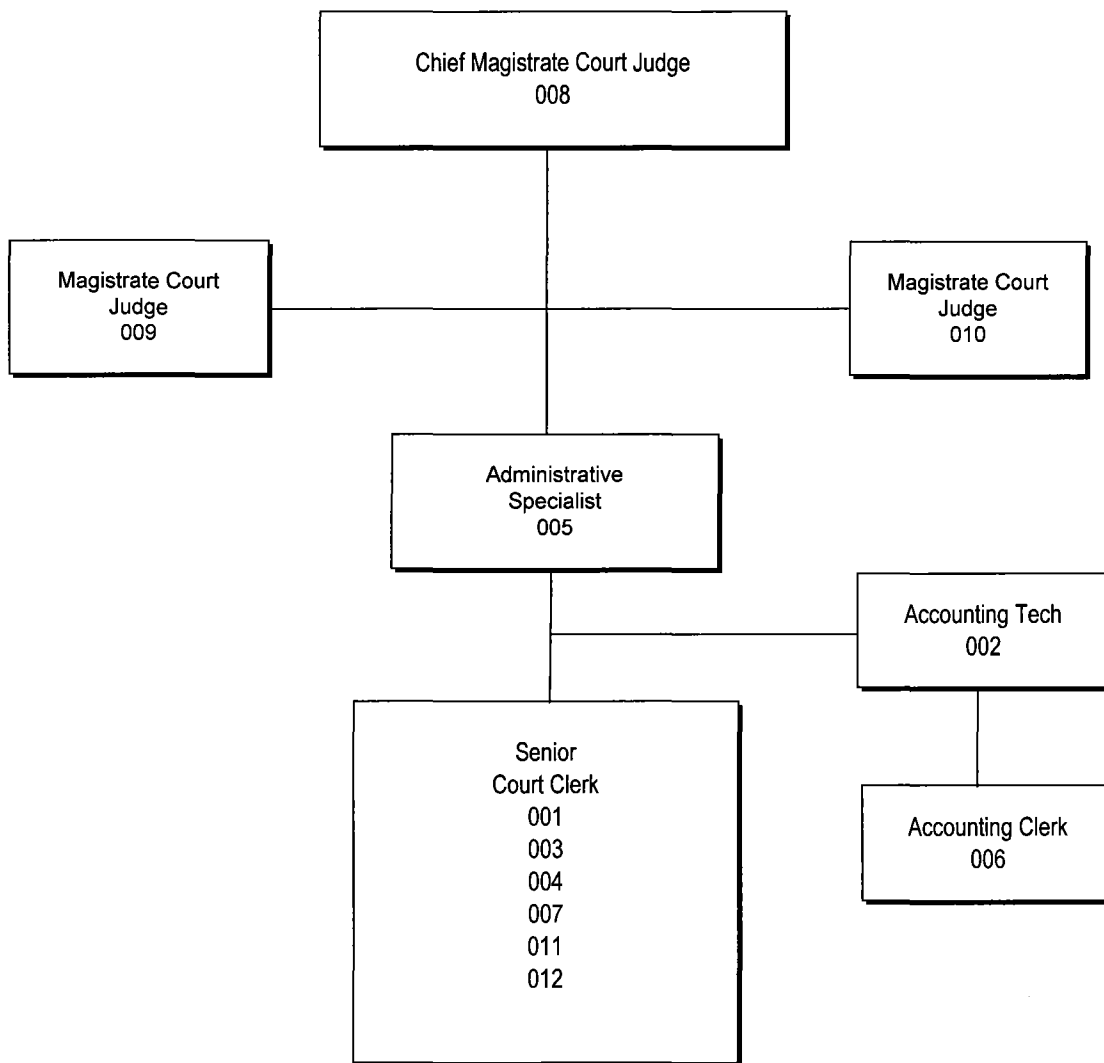 Chief Magistrate Court Judge
008
Magistrate Court
Judge
009
Magistrate Court
Judge
010
Administrative
Specialist
005
Accounting Tech
002
Senior
Court Clerk
001
003
004
007
011
012
Accounting Clerk
006